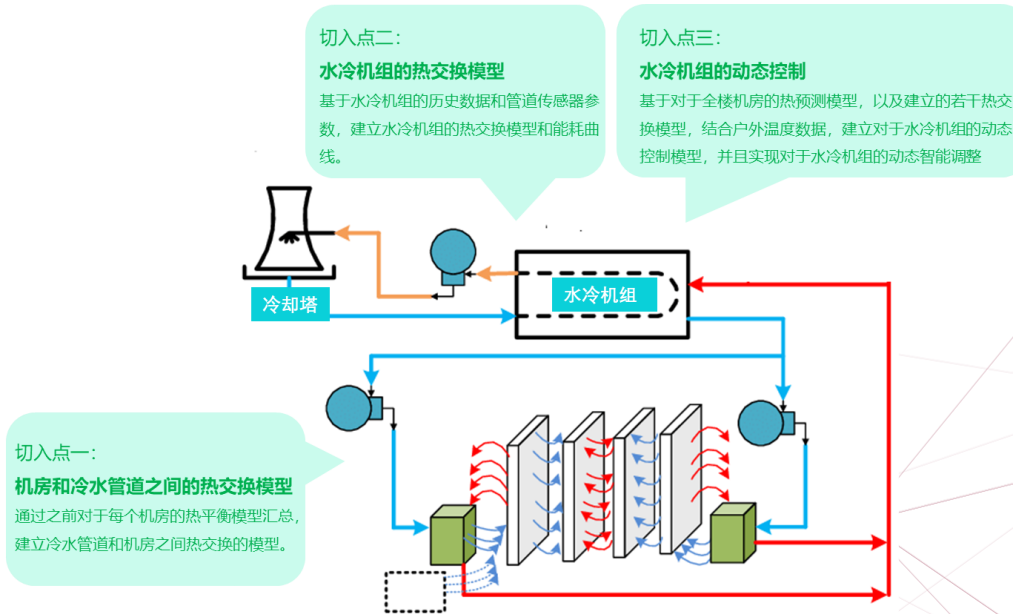 切入点二：
水冷机组的热交换模型
基于水冷机组的历史数据和管道传感器参
数，建立水冷机组的热交换模型和能耗曲
线。
切入点三：
水冷机组的动态控制
基于对于全楼机房的热预测模型，以及建立的若干热交
换模型，结合户外温度数据，建立对于水冷机组的动态
控制模型，并且实现对于水冷机组的动态智能调整
水冷机组
冷却塔
切入点一：
机房和冷水管道之间的热交换模型
通过之前对于每个机房的热平衡模型汇总，
建立冷水管道和机房之间热交换的模型。